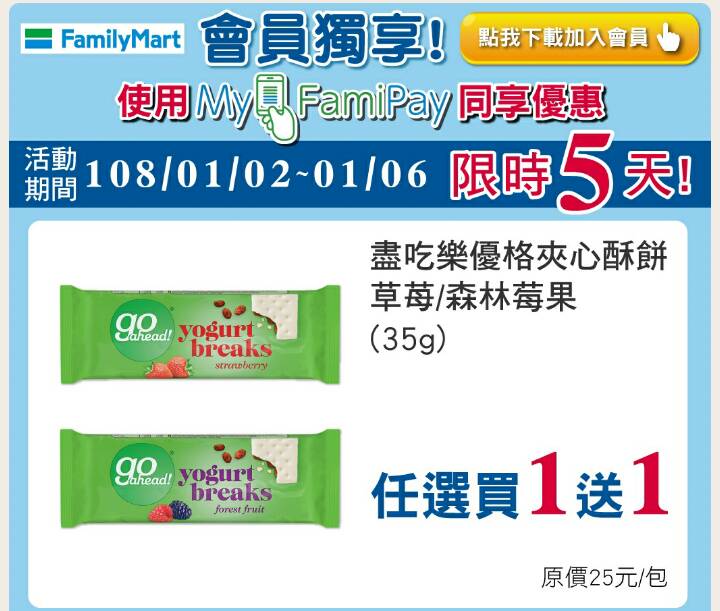 FamilyMart 會員獨享! 點我下載加入會員
使用 My FamiPay 同享優惠
活動期間 108/01/02~01/06 限時5天!
盡吃樂優格夾心酥餅
草莓/森林莓果
(35g)
go ahead! yogurt breaks
strawberry
go ahead! yogurt breaks
forest fruit
任選買1送1
原價25元/包